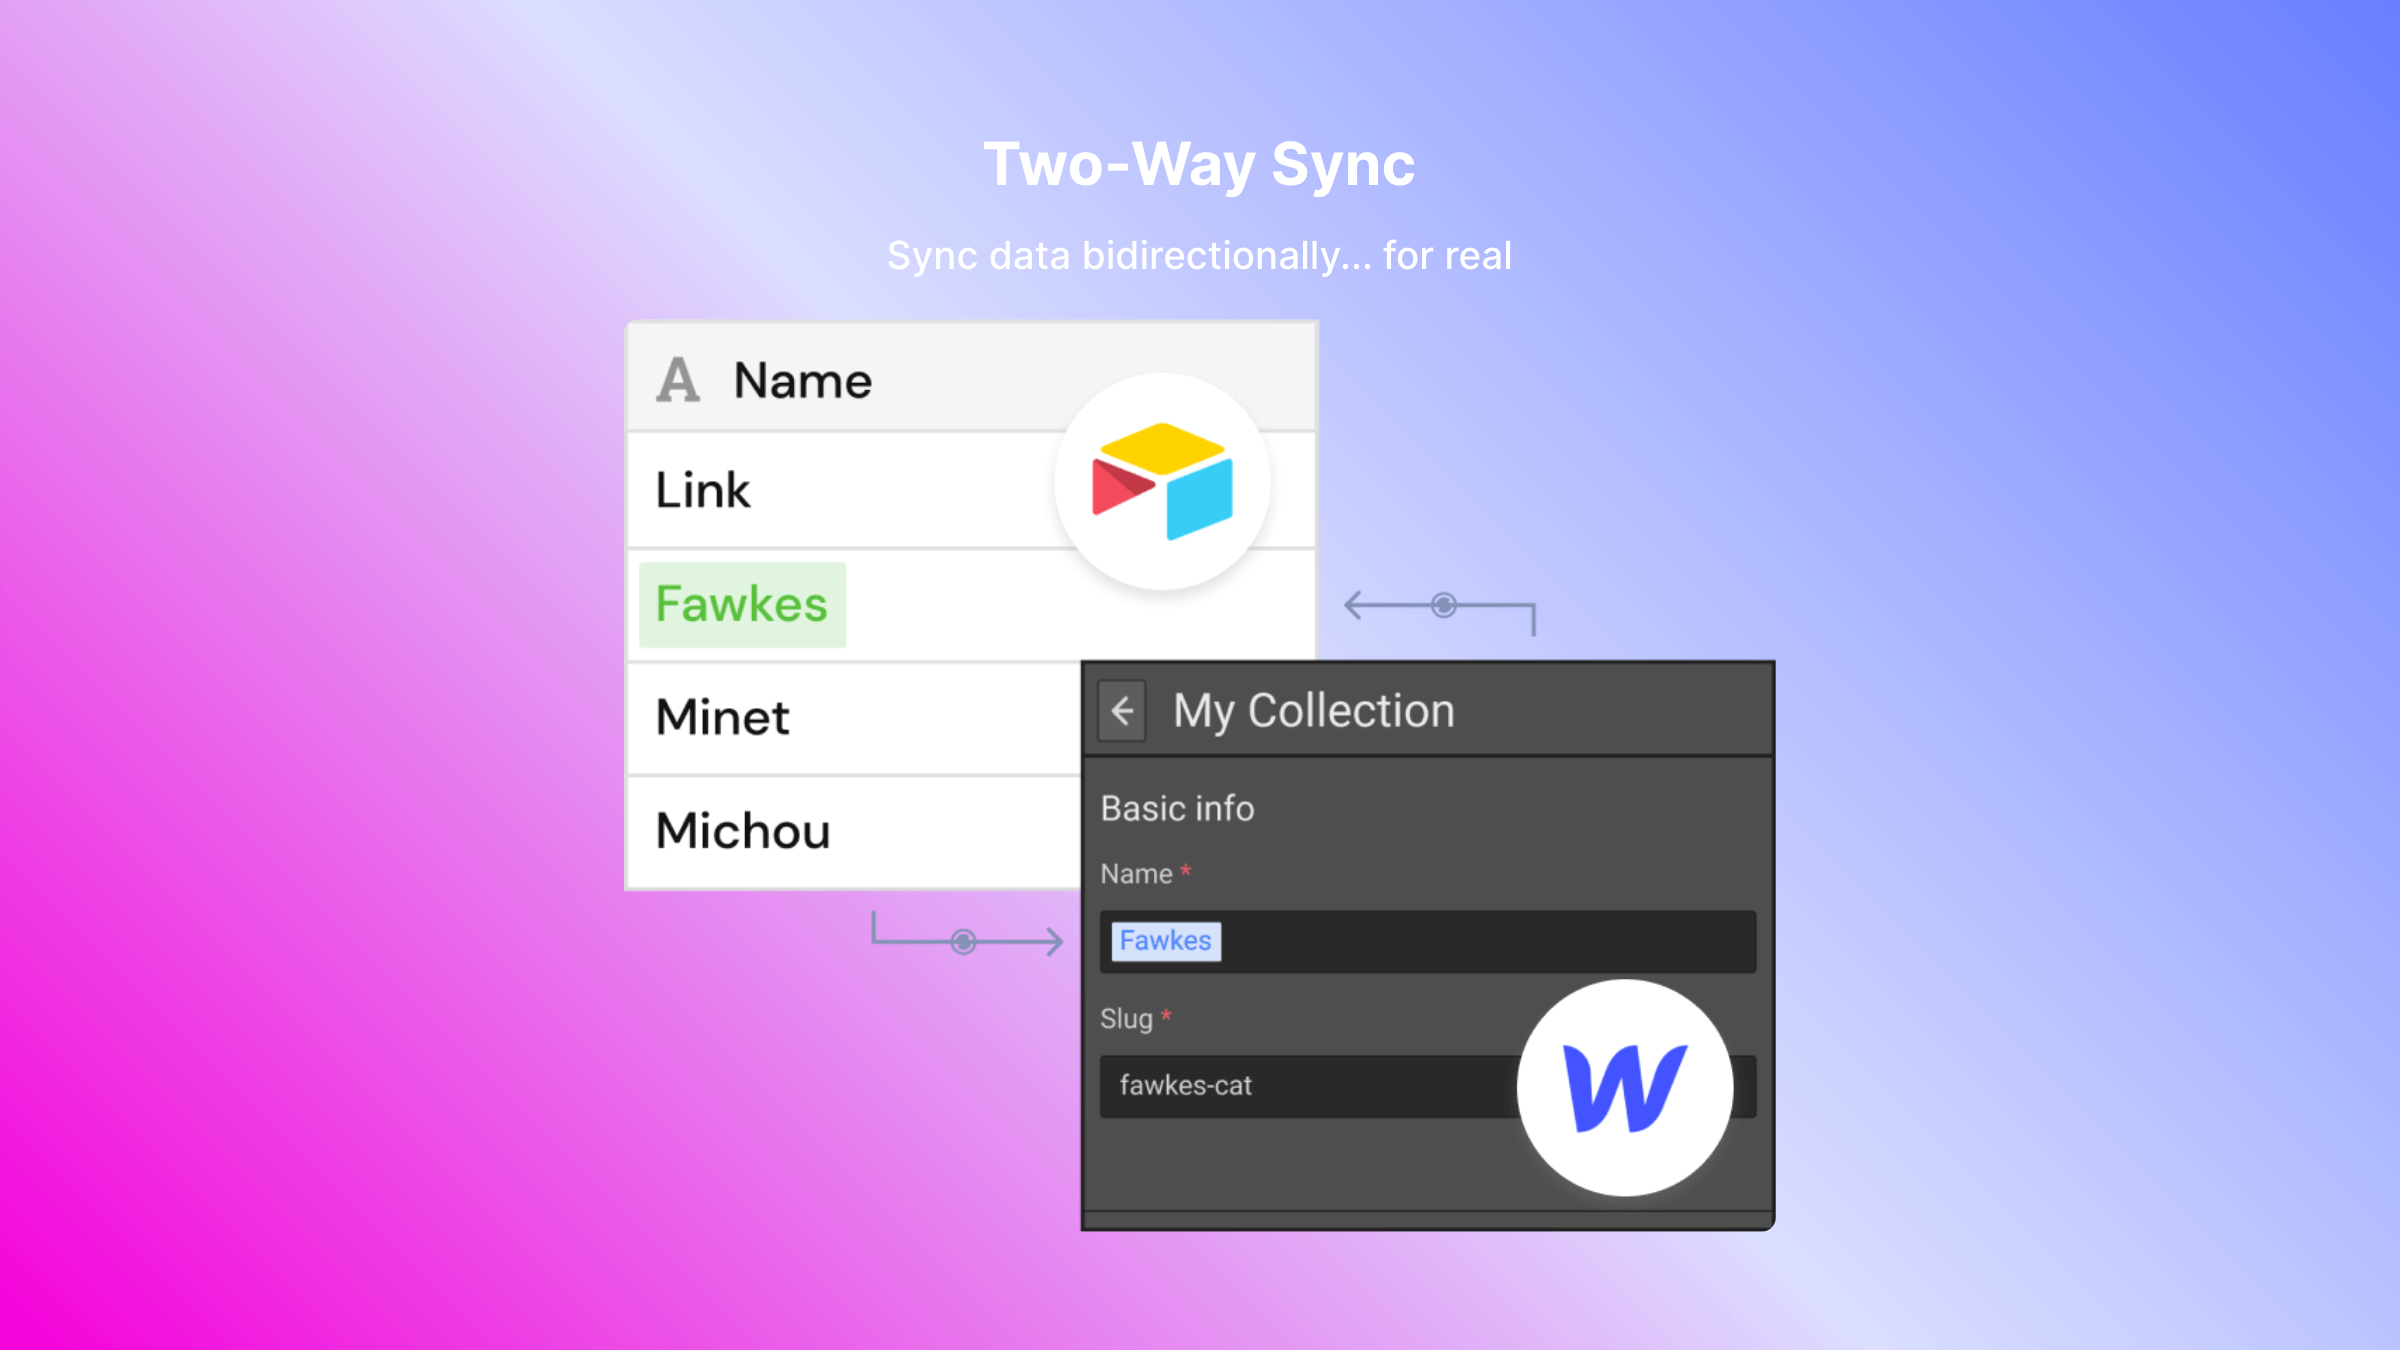 Two-Way Sync
Sync data bidirectionally... for real
A Name
Link
Fawkes
Minet
Michou
My Collection
Basic info
Name *
Fawkes
Slug *
fawkes-cat